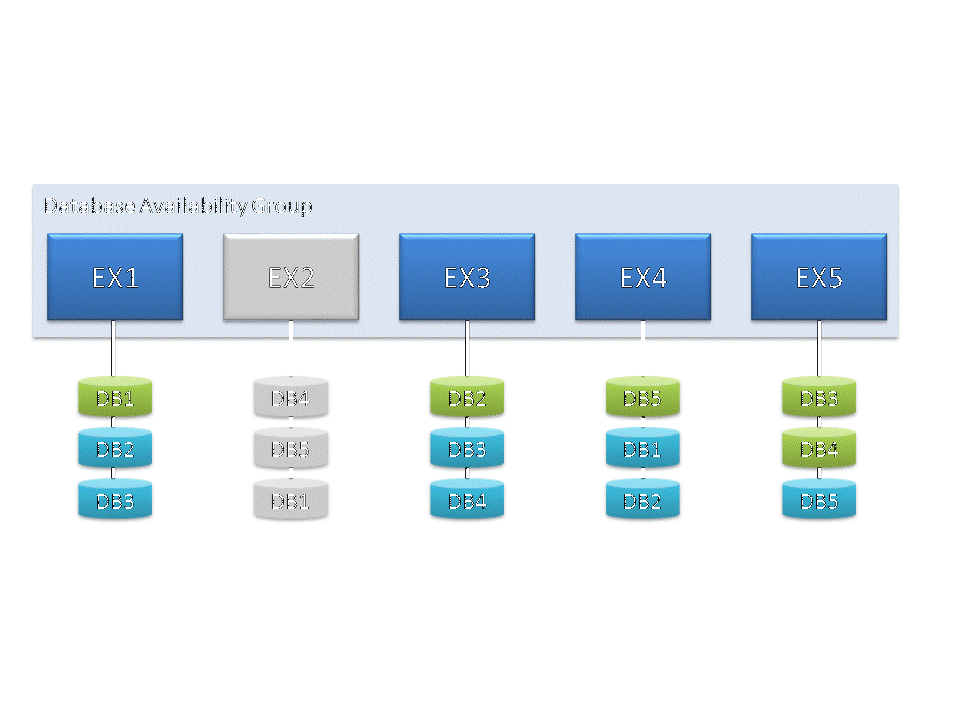 Database Availability Group
EX1 EX2 EX3 EX4 EX5
DB1 DB4 DB2 DB5 DB3
DB2 DB5 DB3 DB1 DB4
DB3 DB1 DB4 DB2 DB5